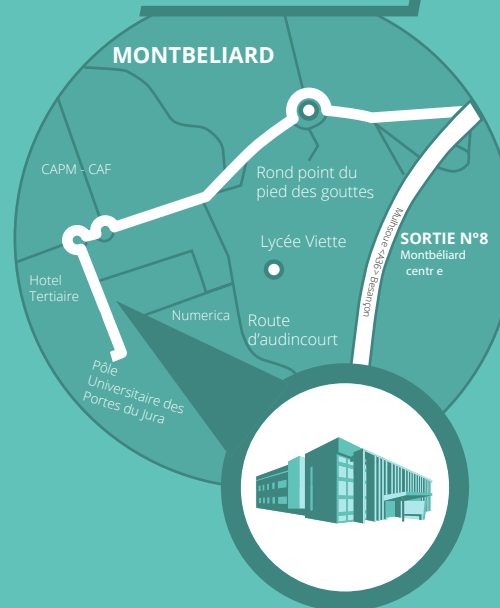 MONTBELIARD
CAPM - CAF
Rond point du
pied des gouttes
Lycée Viette
SORTIE N°8
Montbéliard
centr e
Mulhsoue <A36> Besançon
Hotel
Tertiaire
Numerica
Route
d'audincourt
Pôle
Universitaire des
Portes du Jura